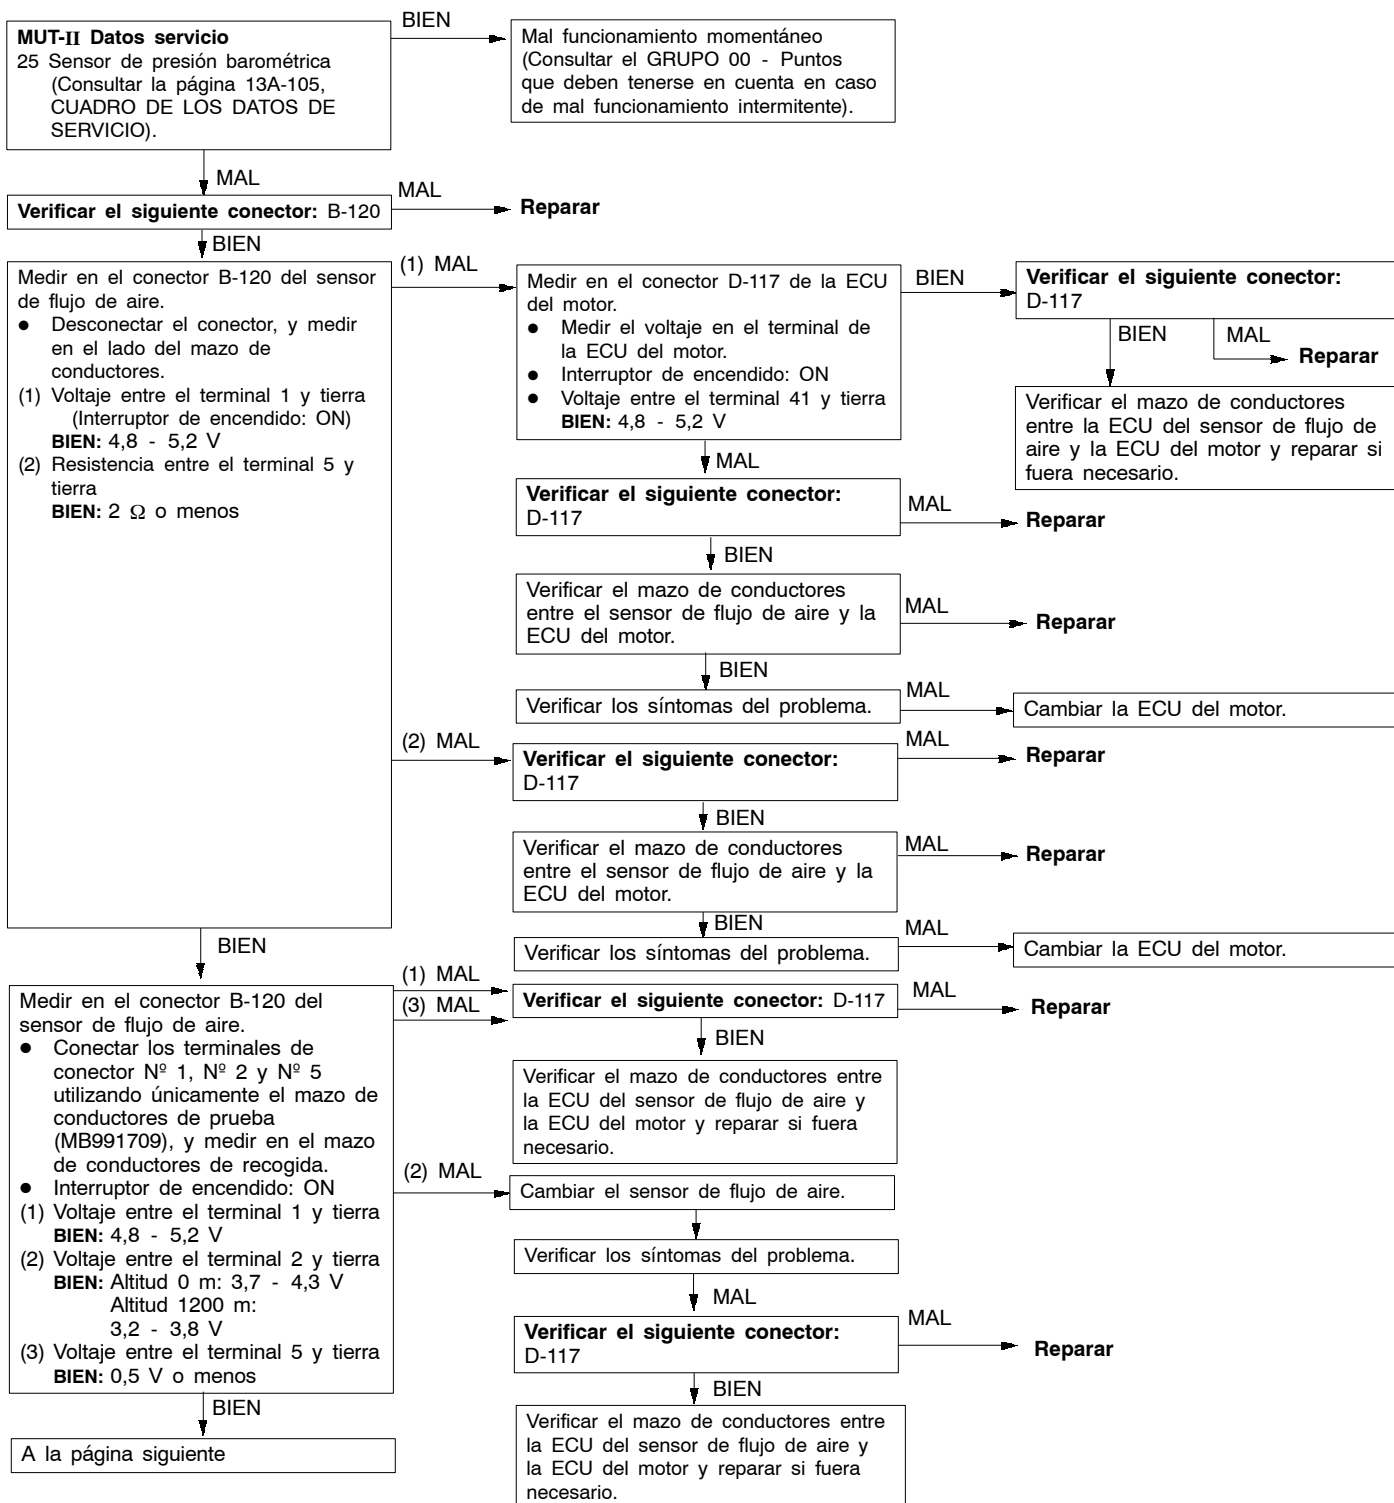 BIEN
MUT-II Datos servicio
25 Sensor de presión barométrica
(Consultar la página 13A-105,
CUADRO DE LOS DATOS DE
SERVICIO).
Mal funcionamiento momentáneo
(Consultar el GRUPO 00 - Puntos
que deben tenerse en cuenta en caso
de mal funcionamiento intermitente).
MAL
Verificar el siguiente conector: B-120
MAL
Reparar
BIEN
Medir en el conector B-120 del sensor
de flujo de aire.
● Desconectar el conector, y medir
en el lado del mazo de
conductores.
(1) Voltaje entre el terminal 1 y tierra
(Interruptor de encendido: ON)
BIEN: 4,8 - 5,2 V
(2) Resistencia entre el terminal 5 y
tierra
BIEN: 2 Ω o menos
(1) MAL
Medir en el conector D-117 de la ECU
del motor.
● Medir el voltaje en el terminal de
la ECU del motor.
● Interruptor de encendido: ON
● Voltaje entre el terminal 41 y tierra
BIEN: 4,8 - 5,2 V
BIEN
Verificar el siguiente conector:
D-117
BIEN
MAL
Reparar
Verificar el mazo de conductores
entre la ECU del sensor de flujo de
aire y la ECU del motor y reparar si
fuera necesario.
MAL
Verificar el siguiente conector:
D-117
MAL
Reparar
BIEN
Verificar el mazo de conductores
entre el sensor de flujo de aire y la
ECU del motor.
MAL
Reparar
BIEN
Verificar los síntomas del problema.
MAL
Cambiar la ECU del motor.
(2) MAL
Verificar el siguiente conector:
D-117
MAL
Reparar
BIEN
Verificar el mazo de conductores
entre el sensor de flujo de aire y la
ECU del motor.
MAL
Reparar
BIEN
Verificar los síntomas del problema.
MAL
Cambiar la ECU del motor.
BIEN
Medir en el conector B-120 del
sensor de flujo de aire.
● Conectar los terminales de
conector Nº 1, Nº 2 y Nº 5
utilizando únicamente el mazo de
conductores de prueba
(MB991709), y medir en el mazo
de conductores de recogida.
● Interruptor de encendido: ON
(1) Voltaje entre el terminal 1 y tierra
BIEN: 4,8 - 5,2 V
(2) Voltaje entre el terminal 2 y tierra
BIEN: Altitud 0 m: 3,7 - 4,3 V
Altitud 1200 m:
3,2 - 3,8 V
(3) Voltaje entre el terminal 5 y tierra
BIEN: 0,5 V o menos
(1) MAL
(3) MAL
Verificar el siguiente conector: D-117
MAL
Reparar
BIEN
Verificar el mazo de conductores entre
la ECU del sensor de flujo de aire y
la ECU del motor y reparar si fuera
necesario.
(2) MAL
Cambiar el sensor de flujo de aire.
Verificar los síntomas del problema.
MAL
Verificar el siguiente conector:
D-117
MAL
Reparar
BIEN
Verificar el mazo de conductores entre
la ECU del sensor de flujo de aire y
la ECU del motor y reparar si fuera
necesario.
BIEN
A la página siguiente